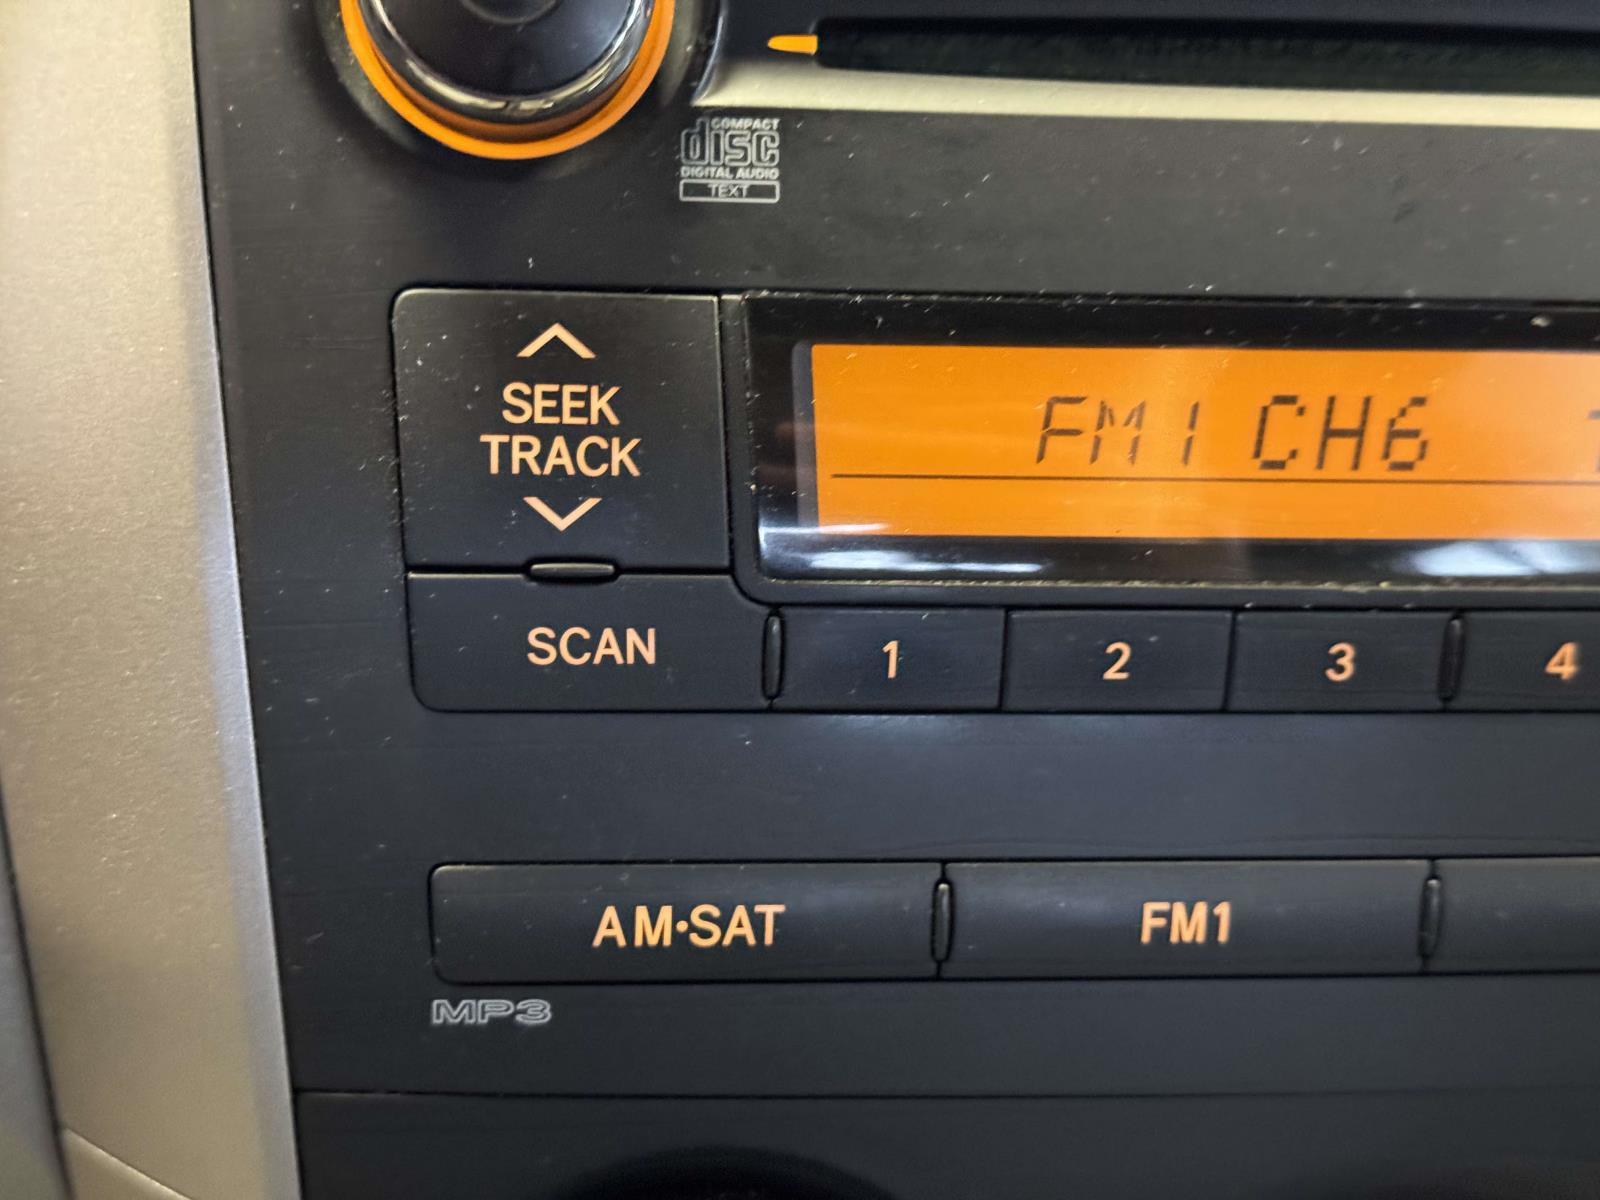 COMPACT
disc
DIGITAL AUDIO
TEXT
SEEK
TRACK
FM1 CH6
SCAN
1
2
3
4
AM•SAT
FM1
MP3